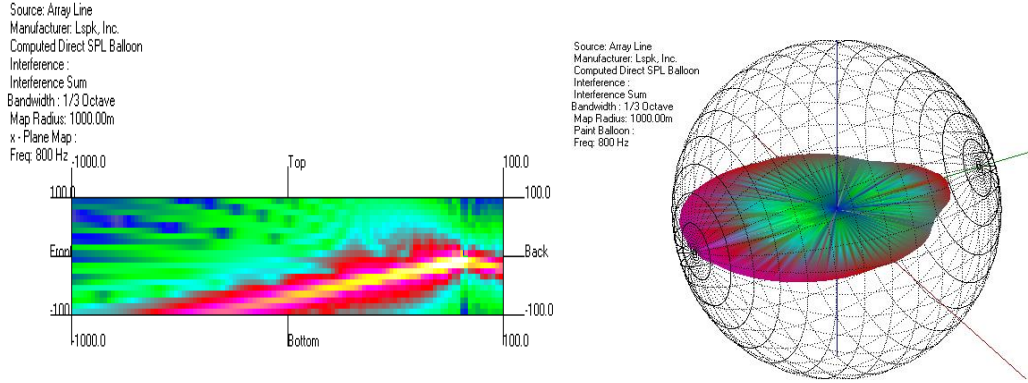 Source: Array Line
Manufacturer: Lspk, Inc.
Computed Direct SPL Balloon
Interference :
Interference Sum
Bandwidth : 1/3 Octave
Map Radius: 1000.00m
x - Plane Map :
Freq: 800 Hz
-1000.0 Top 100.0
100.0 100.0
Front Back
-100 -100.0
-1000.0 Bottom 100.0
Source: Array Line
Manufacturer: Lspk, Inc.
Computed Direct SPL Balloon
Interference :
Interference Sum
Bandwidth : 1/3 Octave
Map Radius: 1000.00m
Paint Balloon :
Freq: 800 Hz